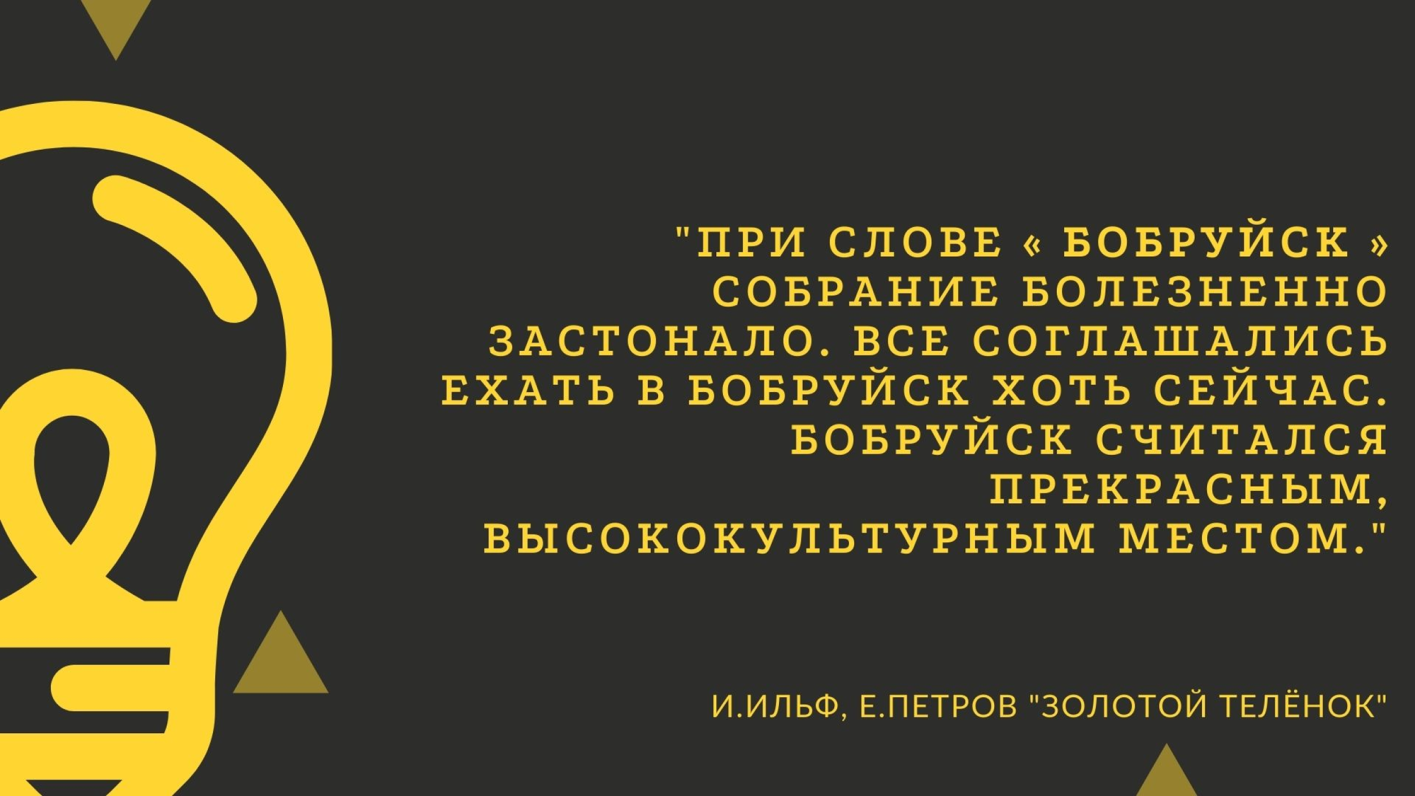 "ПРИ СЛОВЕ « БОБРУЙСК »
СОБРАНИЕ БОЛЕЗНЕННО
ЗАСТОНАЛО. ВСЕ СОГЛАШАЛИСЬ
ЕХАТЬ В БОБРУЙСК ХОТЬ СЕЙЧАС.
БОБРУЙСК СЧИТАЛСЯ
ПРЕКРАСНЫМ,
ВЫСОКОКУЛЬТУРНЫМ МЕСТОМ."
И.ИЛЬФ, Е.ПЕТРОВ "ЗОЛОТОЙ ТЕЛЁНОК"